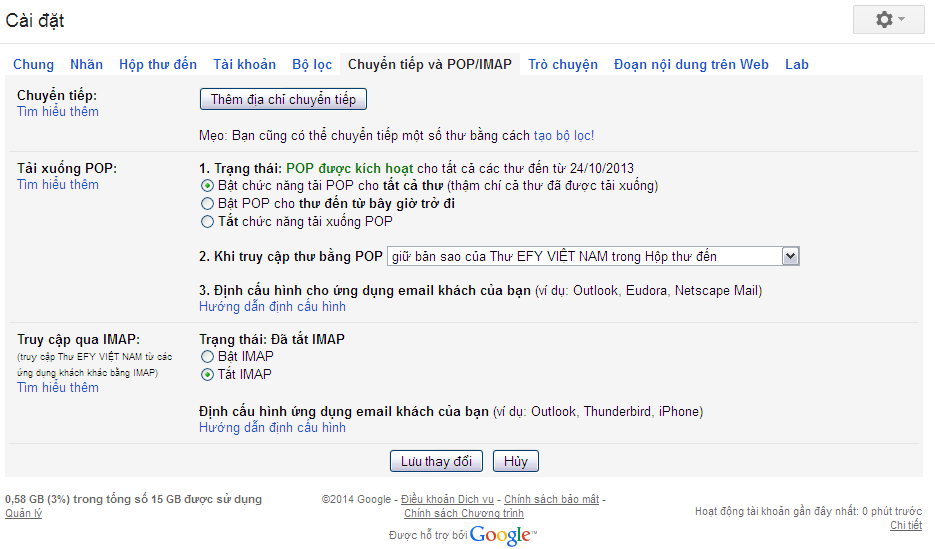 Cài đặt
Chung Nhãn Hộp thư đến Tài khoản Bộ lọc Chuyển tiếp và POP/IMAP Trò chuyện Đoạn nội dung trên Web Lab
Chuyển tiếp:
Tìm hiểu thêm
Thêm địa chỉ chuyển tiếp
Mẹo: Bạn cũng có thể chuyển tiếp một số thư bằng cách tạo bộ lọc!
Tải xuống POP:
Tìm hiểu thêm
1. Trạng thái: POP được kích hoạt cho tất cả các thư đến từ 24/10/2013
Bật chức năng tải POP cho tất cả thư (thậm chí cả thư đã được tải xuống)
Bật POP cho thư đến từ bây giờ trở đi
Tắt chức năng tải xuống POP
2. Khi truy cập thư bằng POP giữ bản sao của Thư EFY VIỆT NAM trong Hộp thư đến
3. Định cấu hình cho ứng dụng email khách của bạn (ví dụ: Outlook, Eudora, Netscape Mail)
Hướng dẫn định cấu hình
Truy cập qua IMAP:
(truy cập Thư EFY VIỆT NAM từ các
ứng dụng khách khác bằng IMAP)
Tìm hiểu thêm
Trạng thái: Đã tắt IMAP
Bật IMAP
Tắt IMAP
Định cấu hình ứng dụng email khách của bạn (ví dụ: Outlook, Thunderbird, iPhone)
Hướng dẫn định cấu hình
Lưu thay đổi Hủy
0,58 GB (3%) trong tổng số 15 GB được sử dụng
Quản lý
©2014 Google - Điều khoản Dịch vụ - Chính sách bảo mật -
Chính sách Chương trình
Được hỗ trợ bởi Google™
Hoạt động tài khoản gần đây nhất: 0 phút trước
Chi tiết